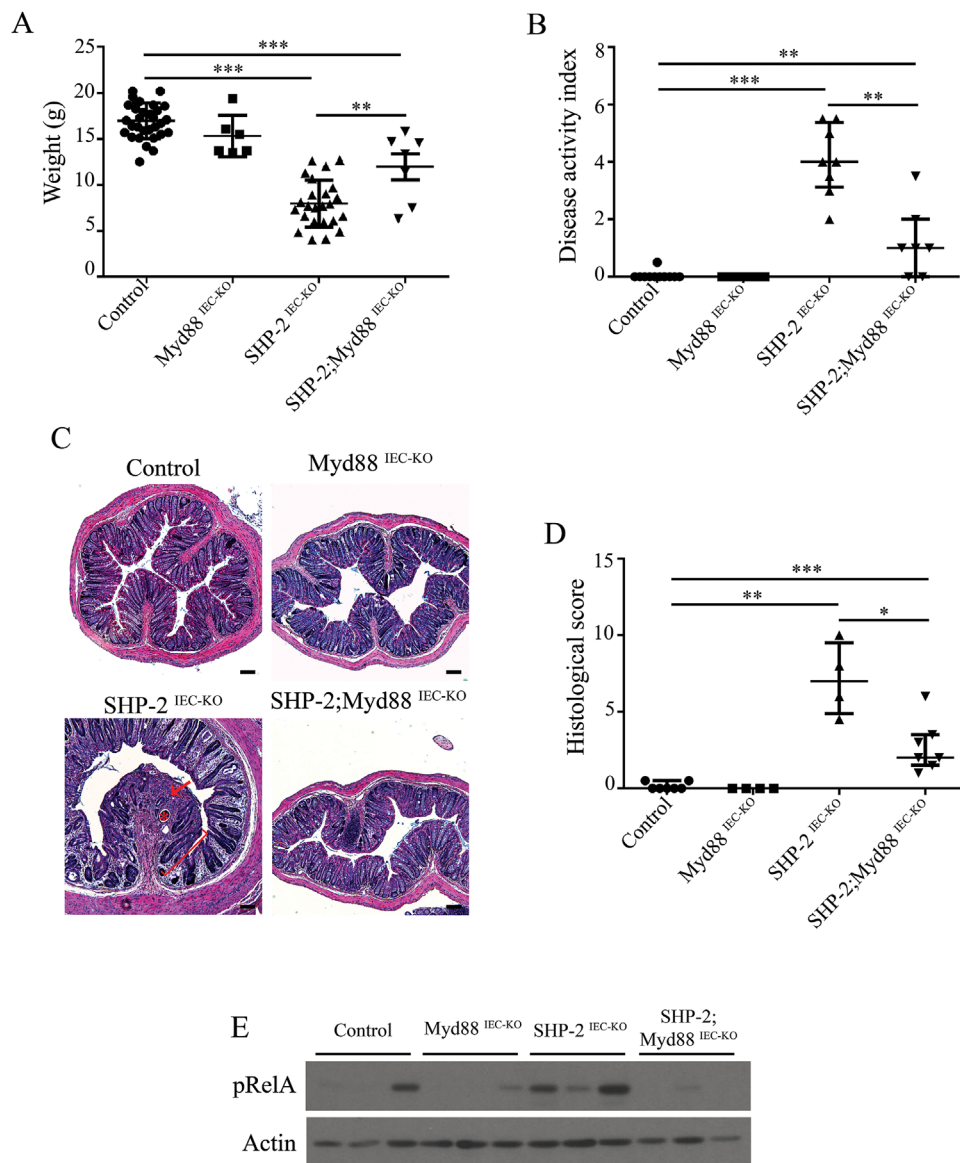 A
25
20
15
10
5
0
Weight (g)
***
***
**
Control
Myd88 IEC-KO
SHP-2 IEC-KO
SHP-2;Myd88 IEC-KO
B
8
6
4
2
0
Disease activity index
**
***
**
Control
Myd88 IEC-KO
SHP-2 IEC-KO
SHP-2;Myd88 IEC-KO
C
Control
Myd88 IEC-KO
SHP-2 IEC-KO
SHP-2;Myd88 IEC-KO
D
15
10
5
0
Histological score
***
**
*
Control
Myd88 IEC-KO
SHP-2 IEC-KO
SHP-2;Myd88 IEC-KO
E
Control
Myd88 IEC-KO
SHP-2 IEC-KO
SHP-2;
Myd88 IEC-KO
pRelA
Actin